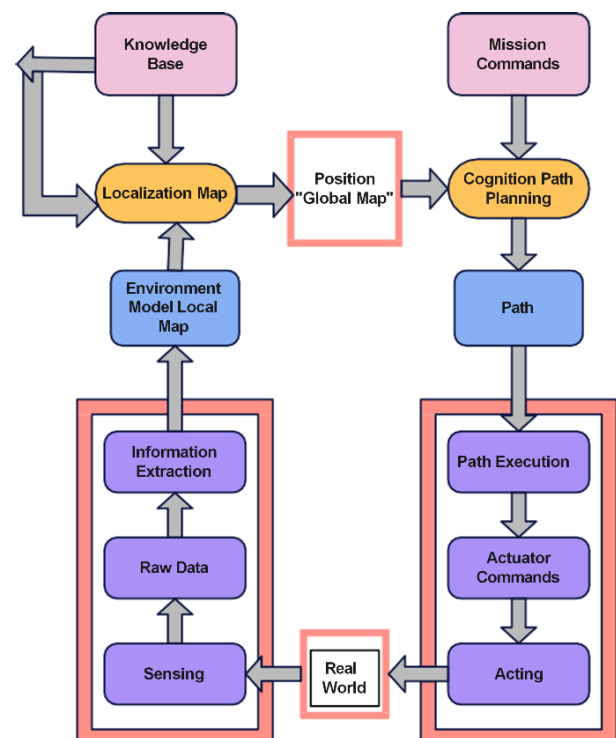 Knowledge
Base
Mission
Commands
Localization Map
Position
"Global Map"
Cognition Path
Planning
Environment
Model Local
Map
Path
Information
Extraction
Path Execution
Raw Data
Actuator
Commands
Sensing
Real
World
Acting